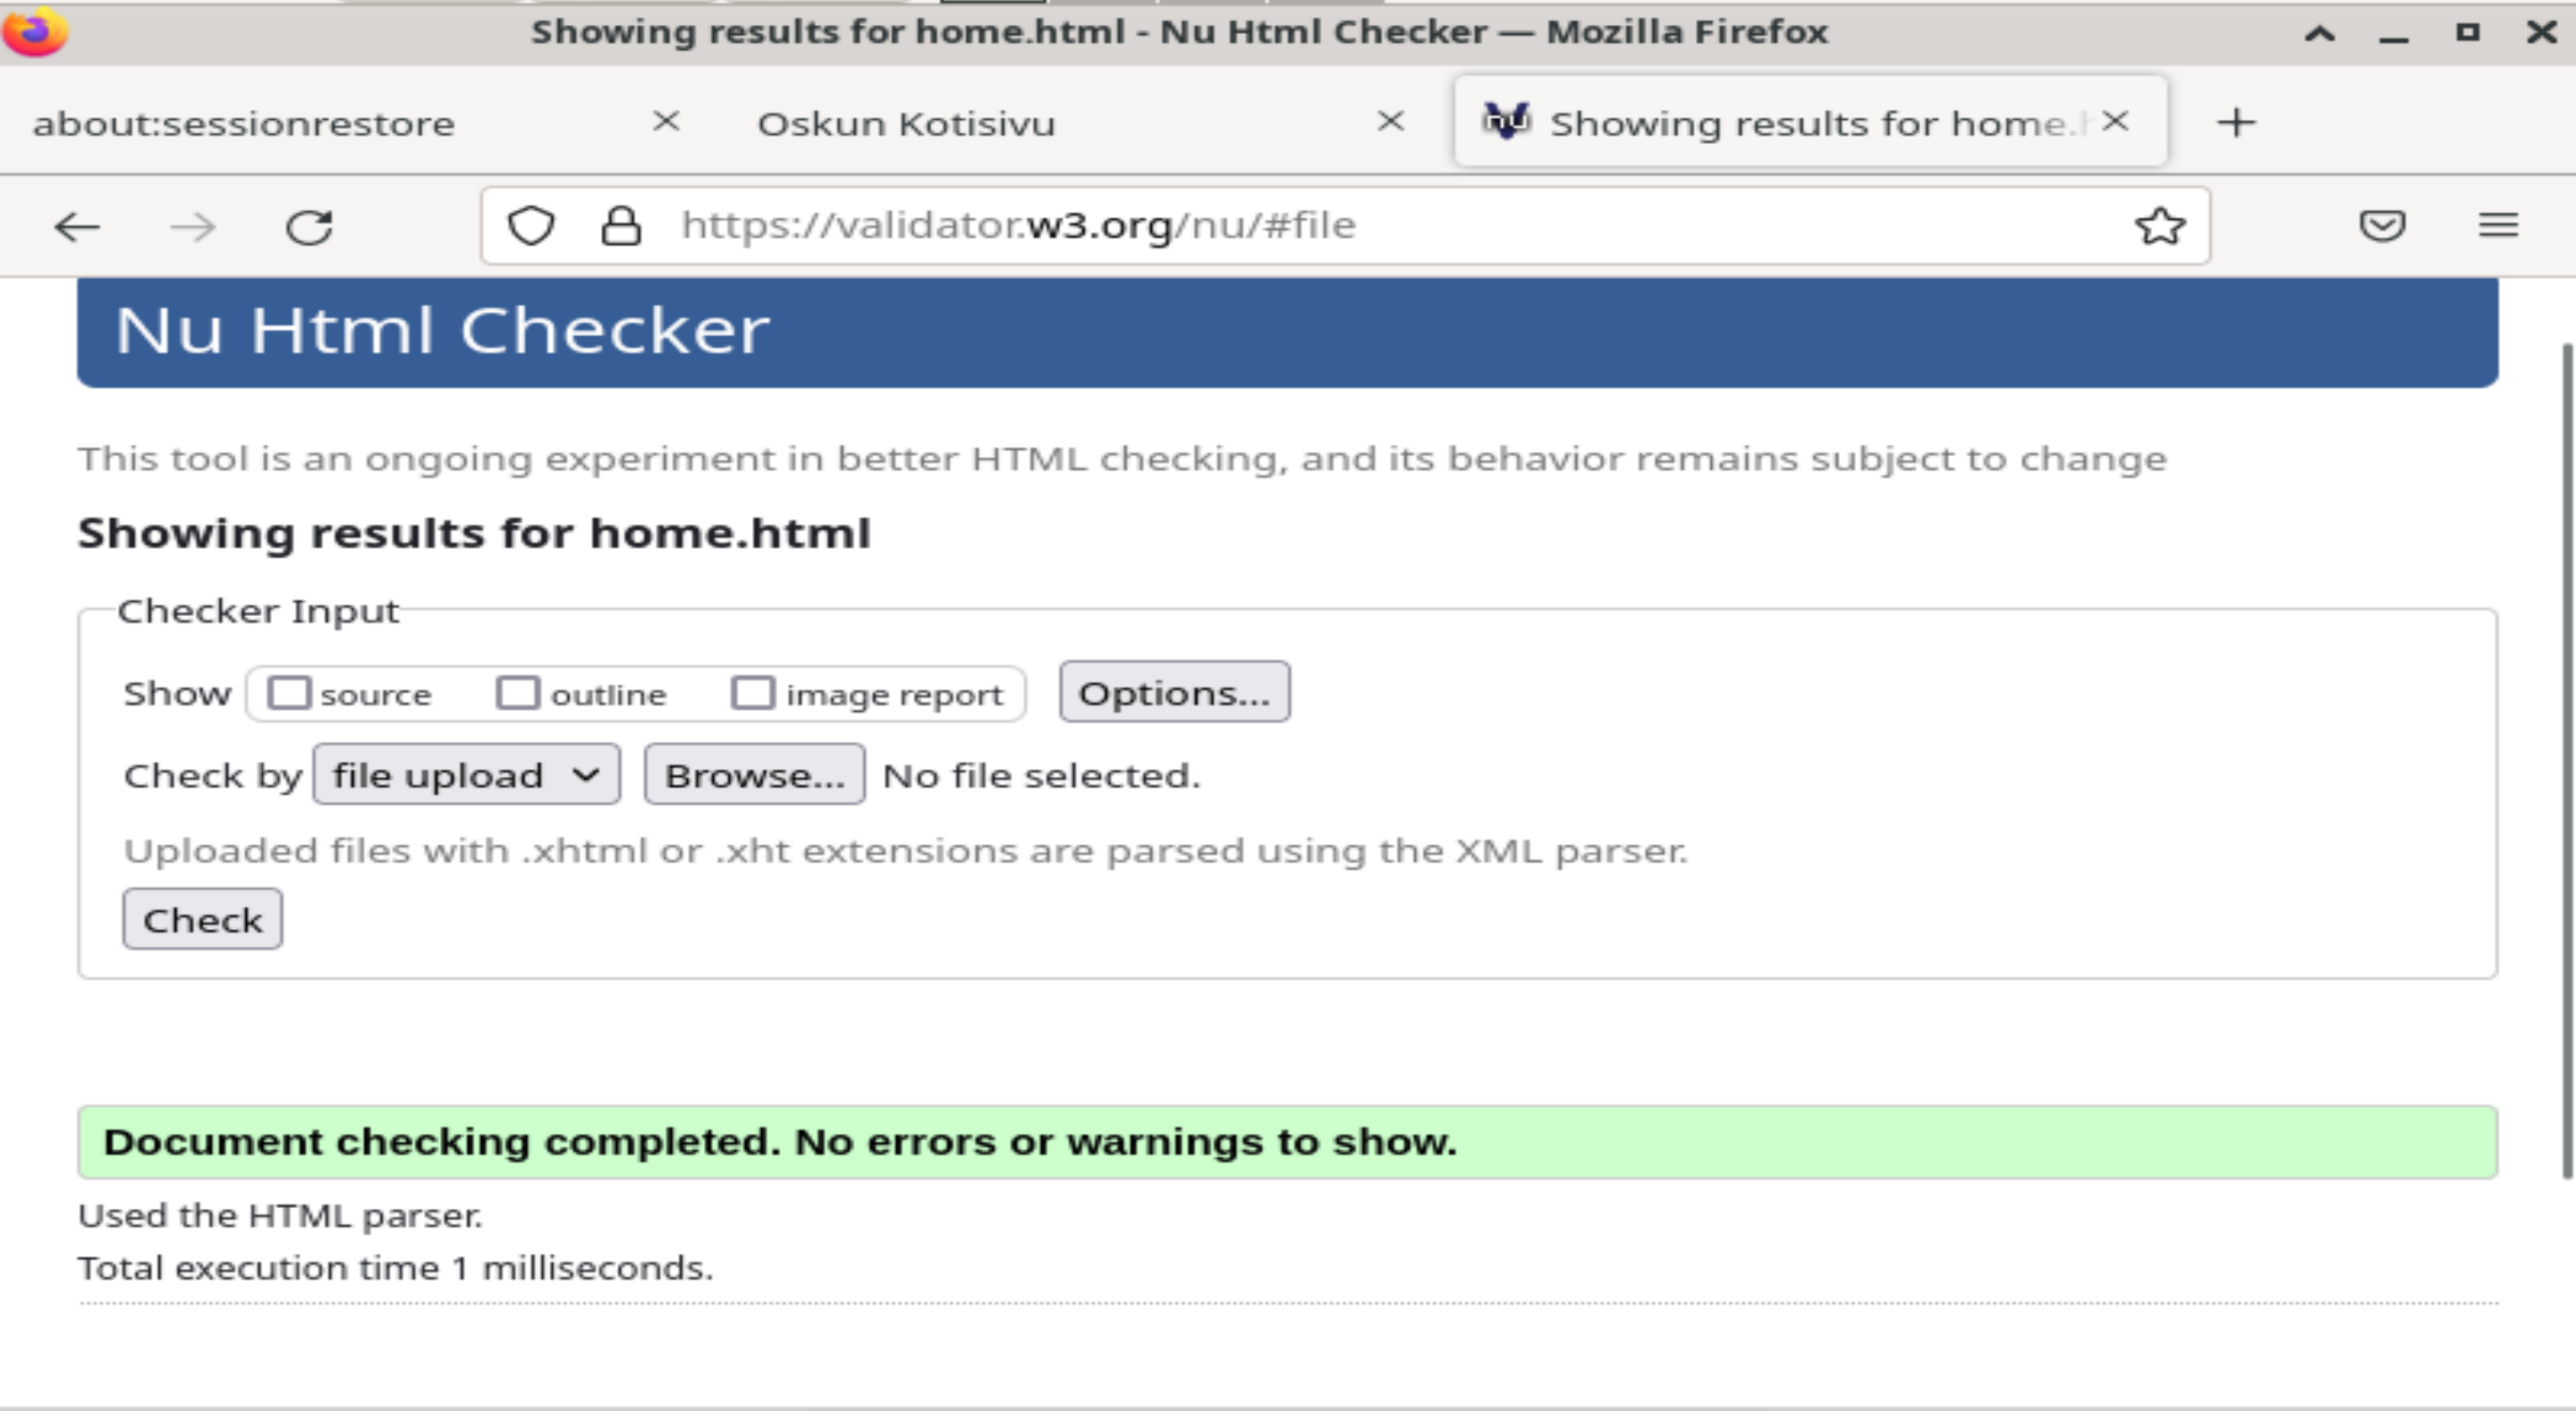 Showing results for home.html - Nu Html Checker — Mozilla Firefox
about:sessionrestore
Oskun Kotisivu
nu Showing results for home.h
https://validator.w3.org/nu/#file
Nu Html Checker
This tool is an ongoing experiment in better HTML checking, and its behavior remains subject to change
Showing results for home.html
Checker Input
Show source outline image report Options...
Check by file upload Browse... No file selected.
Uploaded files with .xhtml or .xht extensions are parsed using the XML parser.
Check
Document checking completed. No errors or warnings to show.
Used the HTML parser.
Total execution time 1 milliseconds.